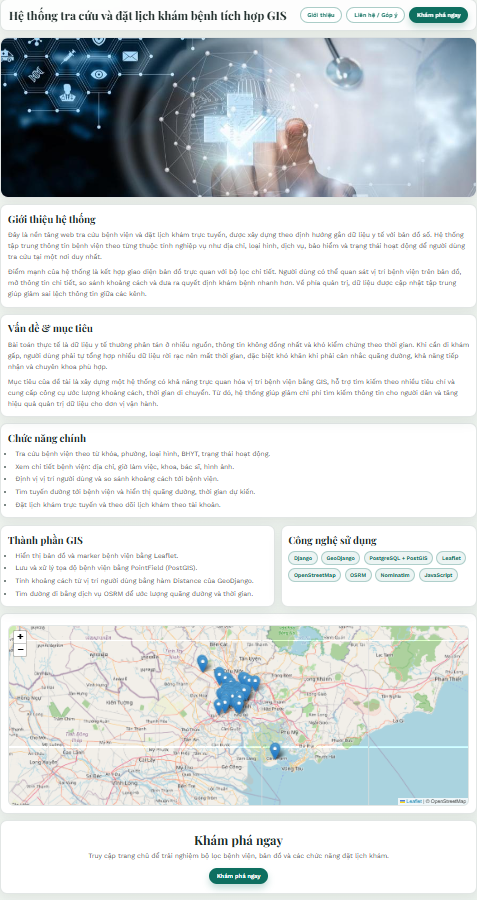 Hệ thống tra cứu và đặt lịch khám bệnh tích hợp GIS
Giới thiệu
Liên hệ / Góp ý
Khám phá ngay
Giới thiệu hệ thống
Đây là nền tảng web tra cứu bệnh viện và đặt lịch khám trực tuyến, được xây dựng theo định hướng gắn dữ liệu y tế với bản đồ số. Hệ thống
tập trung thông tin bệnh viện theo từng thuộc tính nghiệp vụ như địa chỉ, loại hình, dịch vụ, bảo hiểm và trạng thái hoạt động để người dùng
tra cứu tại một nơi duy nhất.
Điểm mạnh của hệ thống là kết hợp giao diện bản đồ trực quan với bộ lọc chi tiết. Người dùng có thể quan sát vị trí bệnh viện trên bản đồ,
mở thông tin chi tiết, so sánh khoảng cách và đưa ra quyết định khám bệnh nhanh hơn. Về phía quản trị, dữ liệu được cập nhật tập trung
giúp giảm sai lệch thông tin giữa các kênh.
Vấn đề & mục tiêu
Bài toán thực tế là dữ liệu y tế thường phân tán ở nhiều nguồn, thông tin không đồng nhất và khó kiểm chứng theo thời gian. Khi cần đi khám
gấp, người dùng phải tự tổng hợp nhiều dữ liệu rời rạc nên mất thời gian, đặc biệt khó khăn khi phải cân nhắc quãng đường, khả năng tiếp
nhận và chuyên khoa phù hợp.
Mục tiêu của đề tài là xây dựng một hệ thống có khả năng trực quan hóa vị trí bệnh viện bằng GIS, hỗ trợ tìm kiếm theo nhiều tiêu chí và
cung cấp công cụ ước lượng khoảng cách, thời gian di chuyển. Từ đó, hệ thống giúp giảm chi phí tìm kiếm thông tin cho người dân và tăng
hiệu quả quản trị dữ liệu cho đơn vị vận hành.
Chức năng chính
Tra cứu bệnh viện theo từ khóa, phường, loại hình, BHYT, trạng thái hoạt động.
Xem chi tiết bệnh viện: địa chỉ, giờ làm việc, khoa, bác sĩ, hình ảnh.
Định vị vị trí người dùng và so sánh khoảng cách tới bệnh viện.
Tìm tuyến đường tới bệnh viện và hiển thị quãng đường, thời gian dự kiến.
Đặt lịch khám trực tuyến và theo dõi lịch khám theo tài khoản.
Thành phần GIS
Hiển thị bản đồ và marker bệnh viện bằng Leaflet.
Lưu và xử lý tọa độ bệnh viện bằng PointField (PostGIS).
Tính khoảng cách từ vị trí người dùng bằng hàm Distance của GeoDjango.
Tìm đường đi bằng dịch vụ OSRM để ước lượng quãng đường và thời gian.
Công nghệ sử dụng
Django
GeoDjango
PostgreSQL + PostGIS
Leaflet
OpenStreetMap
OSRM
Nominatim
JavaScript
+
−
Leaflet | © OpenStreetMap
Khám phá ngay
Truy cập trang chủ để trải nghiệm bộ lọc bệnh viện, bản đồ và các chức năng đặt lịch khám.
Khám phá ngay